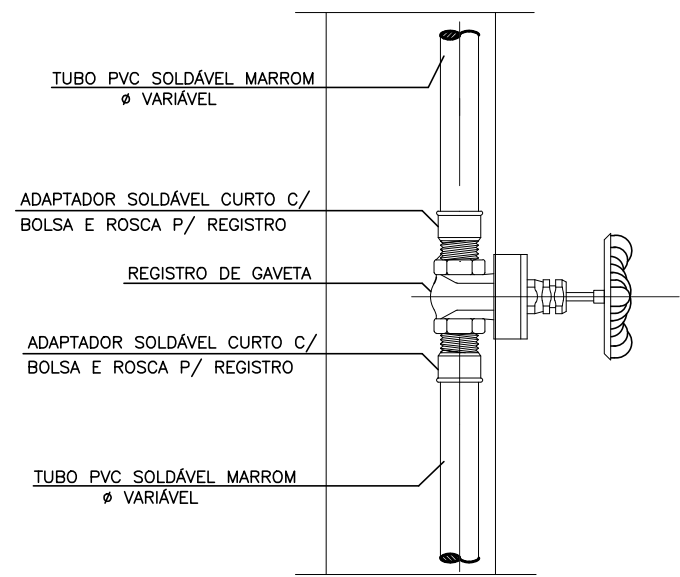 TUBO PVC SOLDÁVEL MARROM
ø VARIÁVEL
ADAPTADOR SOLDÁVEL CURTO C/
BOLSA E ROSCA P/ REGISTRO
REGISTRO DE GAVETA
ADAPTADOR SOLDÁVEL CURTO C/
BOLSA E ROSCA P/ REGISTRO
TUBO PVC SOLDÁVEL MARROM
ø VARIÁVEL